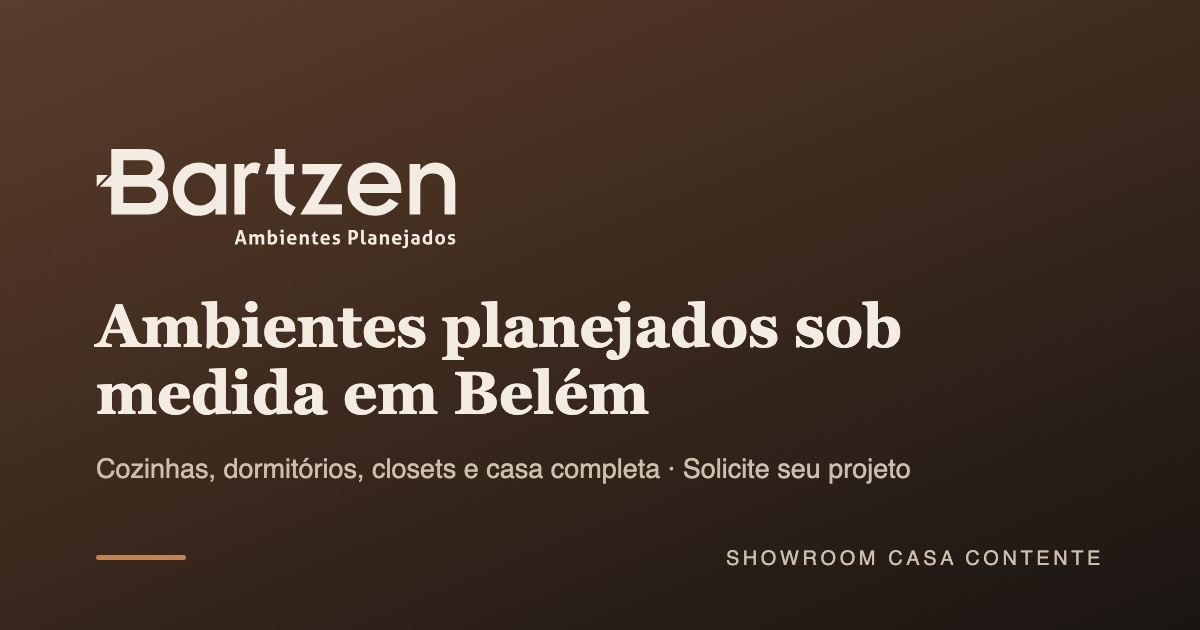 Bartzen
Ambientes Planejados
Ambientes planejados sob
medida em Belém
Cozinhas, dormitórios, closets e casa completa · Solicite seu projeto
SHOWROOM CASA CONTENTE